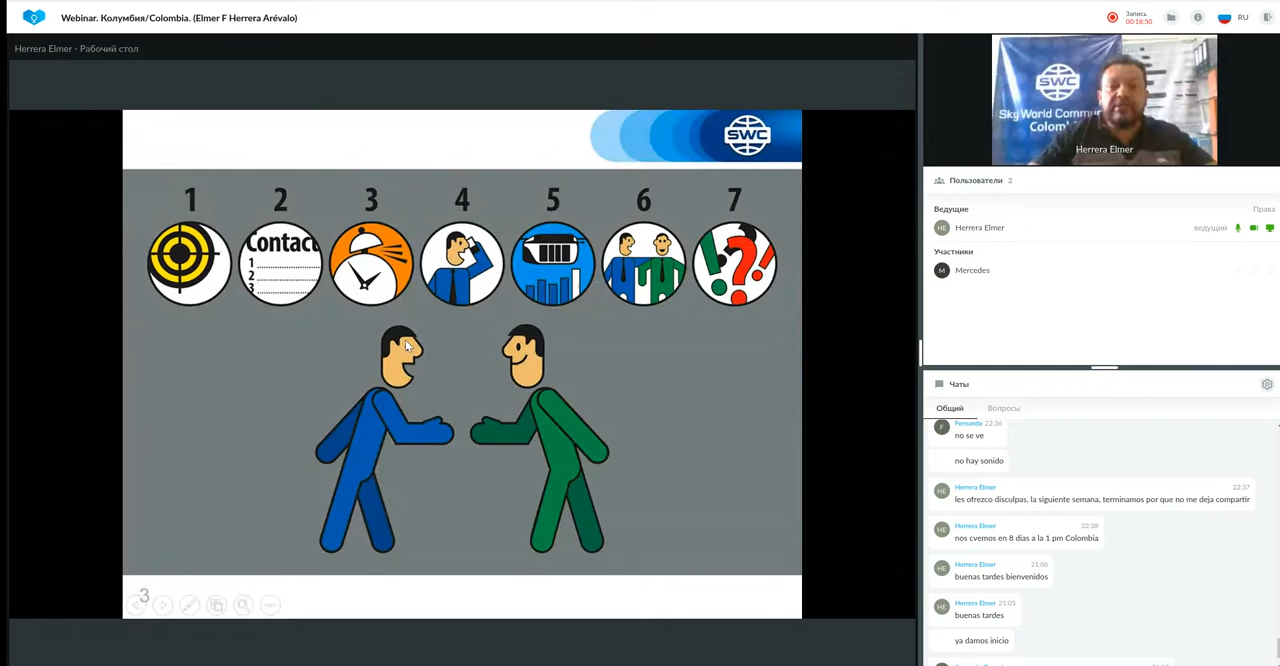 Webinar. Колумбия/Colombia. (Elmer F Herrera Arévalo)
Запись
00:18:50
RU
Herrera Elmer - Рабочий стол
SWC
1 2 3 4 5 6 7
Contact
1
2
3
3
SWC
Sky World Commu
Colom
Herrera Elmer
Пользователи 2
Ведущие
Права
HE
Herrera Elmer
ведущий
Участники
M
Mercedes
Чаты
Общий
Вопросы
F
Fernanda 22:36
no se ve
no hay sonido
HE
Herrera Elmer 22:37
les ofrezco disculpas, la siguiente semana, terminamos por que no me deja compartir
HE
Herrera Elmer 22:38
nos cvemos en 8 dias a la 1 pm Colombia
HE
Herrera Elmer 21:06
buenas tardes bienvenidos
HE
Herrera Elmer 21:05
buenas tardes
ya damos inicio